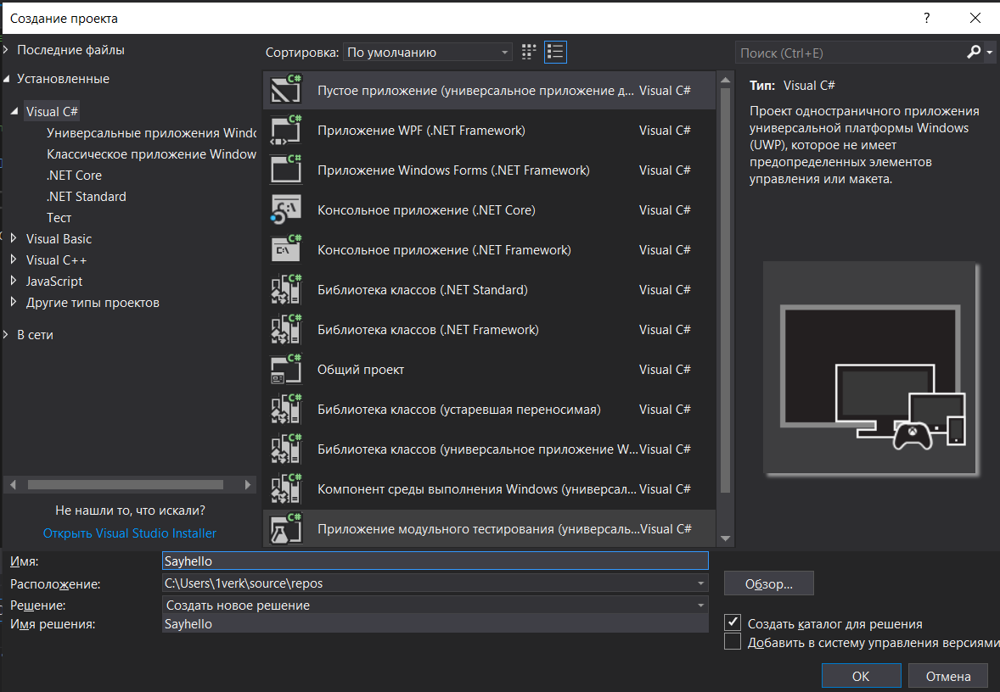 Создание проекта
?
Последние файлы
Установленные
Visual C#
Универсальные приложения Windo
Классическое приложение Window
.NET Core
.NET Standard
Тест
Visual Basic
Visual C++
JavaScript
Другие типы проектов
В сети
Не нашли то, что искали?
Открыть Visual Studio Installer
Сортировка: По умолчанию
Пустое приложение (универсальное приложение д... Visual C#
Приложение WPF (.NET Framework) Visual C#
Приложение Windows Forms (.NET Framework) Visual C#
Консольное приложение (.NET Core) Visual C#
Консольное приложение (.NET Framework) Visual C#
Библиотека классов (.NET Standard) Visual C#
Библиотека классов (.NET Framework) Visual C#
Общий проект Visual C#
Библиотека классов (устаревшая переносимая) Visual C#
Библиотека классов (универсальное приложение W... Visual C#
Компонент среды выполнения Windows (универсал... Visual C#
Приложение модульного тестирования (универсаль... Visual C#
Поиск (Ctrl+E)
Тип: Visual C#
Проект одностраничного приложения
универсальной платформы Windows
(UWP), которое не имеет
предопределенных элементов
управления или макета.
Имя: Sayhello
Расположение: C:\Users\1verk\source\repos
Решение: Создать новое решение
Имя решения: Sayhello
Обзор...
Создать каталог для решения
Добавить в систему управления версиями
ОК
Отмена